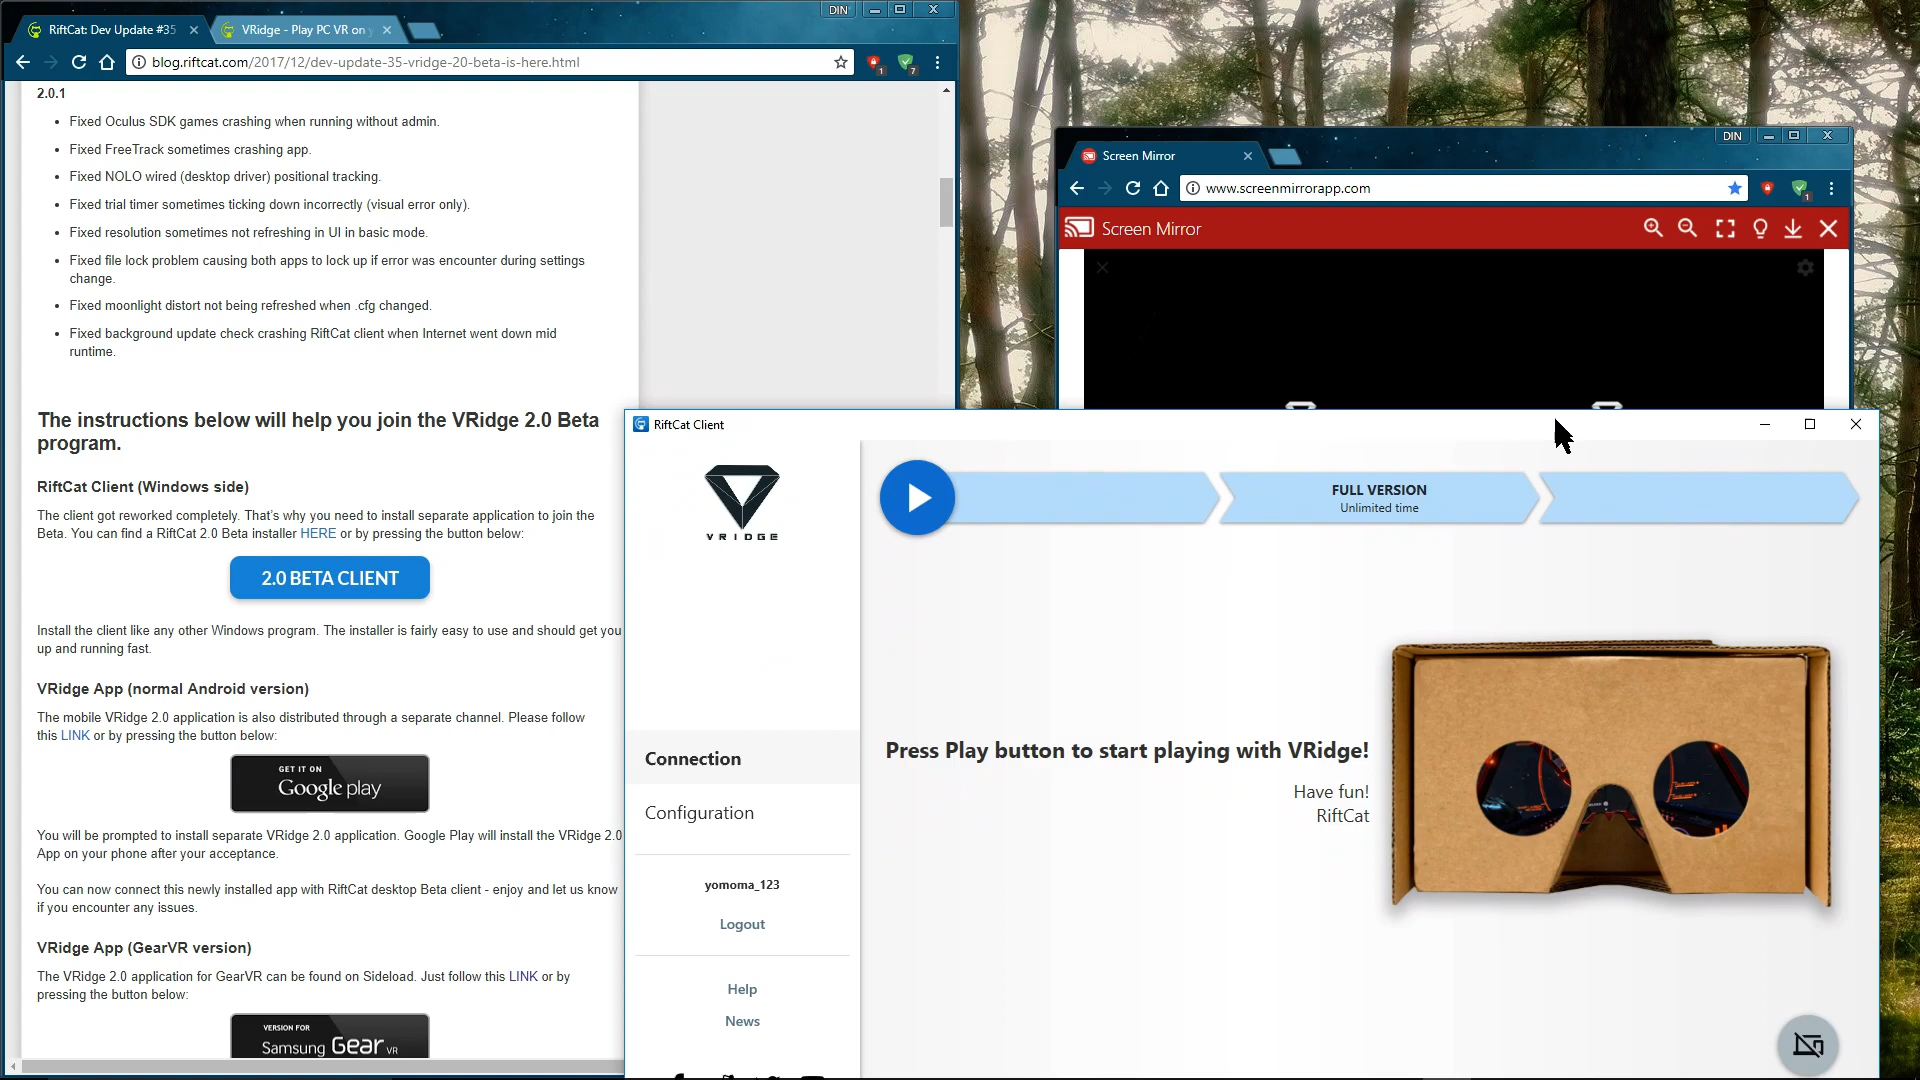 DIN
RiftCat: Dev Update #35
VRidge - Play PC VR on
blog.riftcat.com/2017/12/dev-update-35-vridge-20-beta-is-here.html
1
7
2.0.1
• Fixed Oculus SDK games crashing when running without admin.
• Fixed FreeTrack sometimes crashing app.
• Fixed NOLO wired (desktop driver) positional tracking.
• Fixed trial timer sometimes ticking down incorrectly (visual error only).
• Fixed resolution sometimes not refreshing in UI in basic mode.
• Fixed file lock problem causing both apps to lock up if error was encounter during settings
change.
• Fixed moonlight distort not being refreshed when .cfg changed.
• Fixed background update check crashing RiftCat client when Internet went down mid
runtime.
The instructions below will help you join the VRidge 2.0 Beta
program.
RiftCat Client (Windows side)
The client got reworked completely. That's why you need to install separate application to join the
Beta. You can find a RiftCat 2.0 Beta installer HERE or by pressing the button below:
2.0 BETA CLIENT
Install the client like any other Windows program. The installer is fairly easy to use and should get you
up and running fast.
VRidge App (normal Android version)
The mobile VRidge 2.0 application is also distributed through a separate channel. Please follow
this LINK or by pressing the button below:
GET IT ON
Google play
You will be prompted to install separate VRidge 2.0 application. Google Play will install the VRidge 2.0
App on your phone after your acceptance.
You can now connect this newly installed app with RiftCat desktop Beta client - enjoy and let us know
if you encounter any issues.
VRidge App (GearVR version)
The VRidge 2.0 application for GearVR can be found on Sideload. Just follow this LINK or by
pressing the button below:
VERSION FOR
Samsung Gear VR
DIN
Screen Mirror
www.screenmirrorapp.com
1
Screen Mirror
RiftCat Client
VRIDGE
FULL VERSION
Unlimited time
Connection
Configuration
yomoma_123
Logout
Help
News
Press Play button to start playing with VRidge!
Have fun!
RiftCat